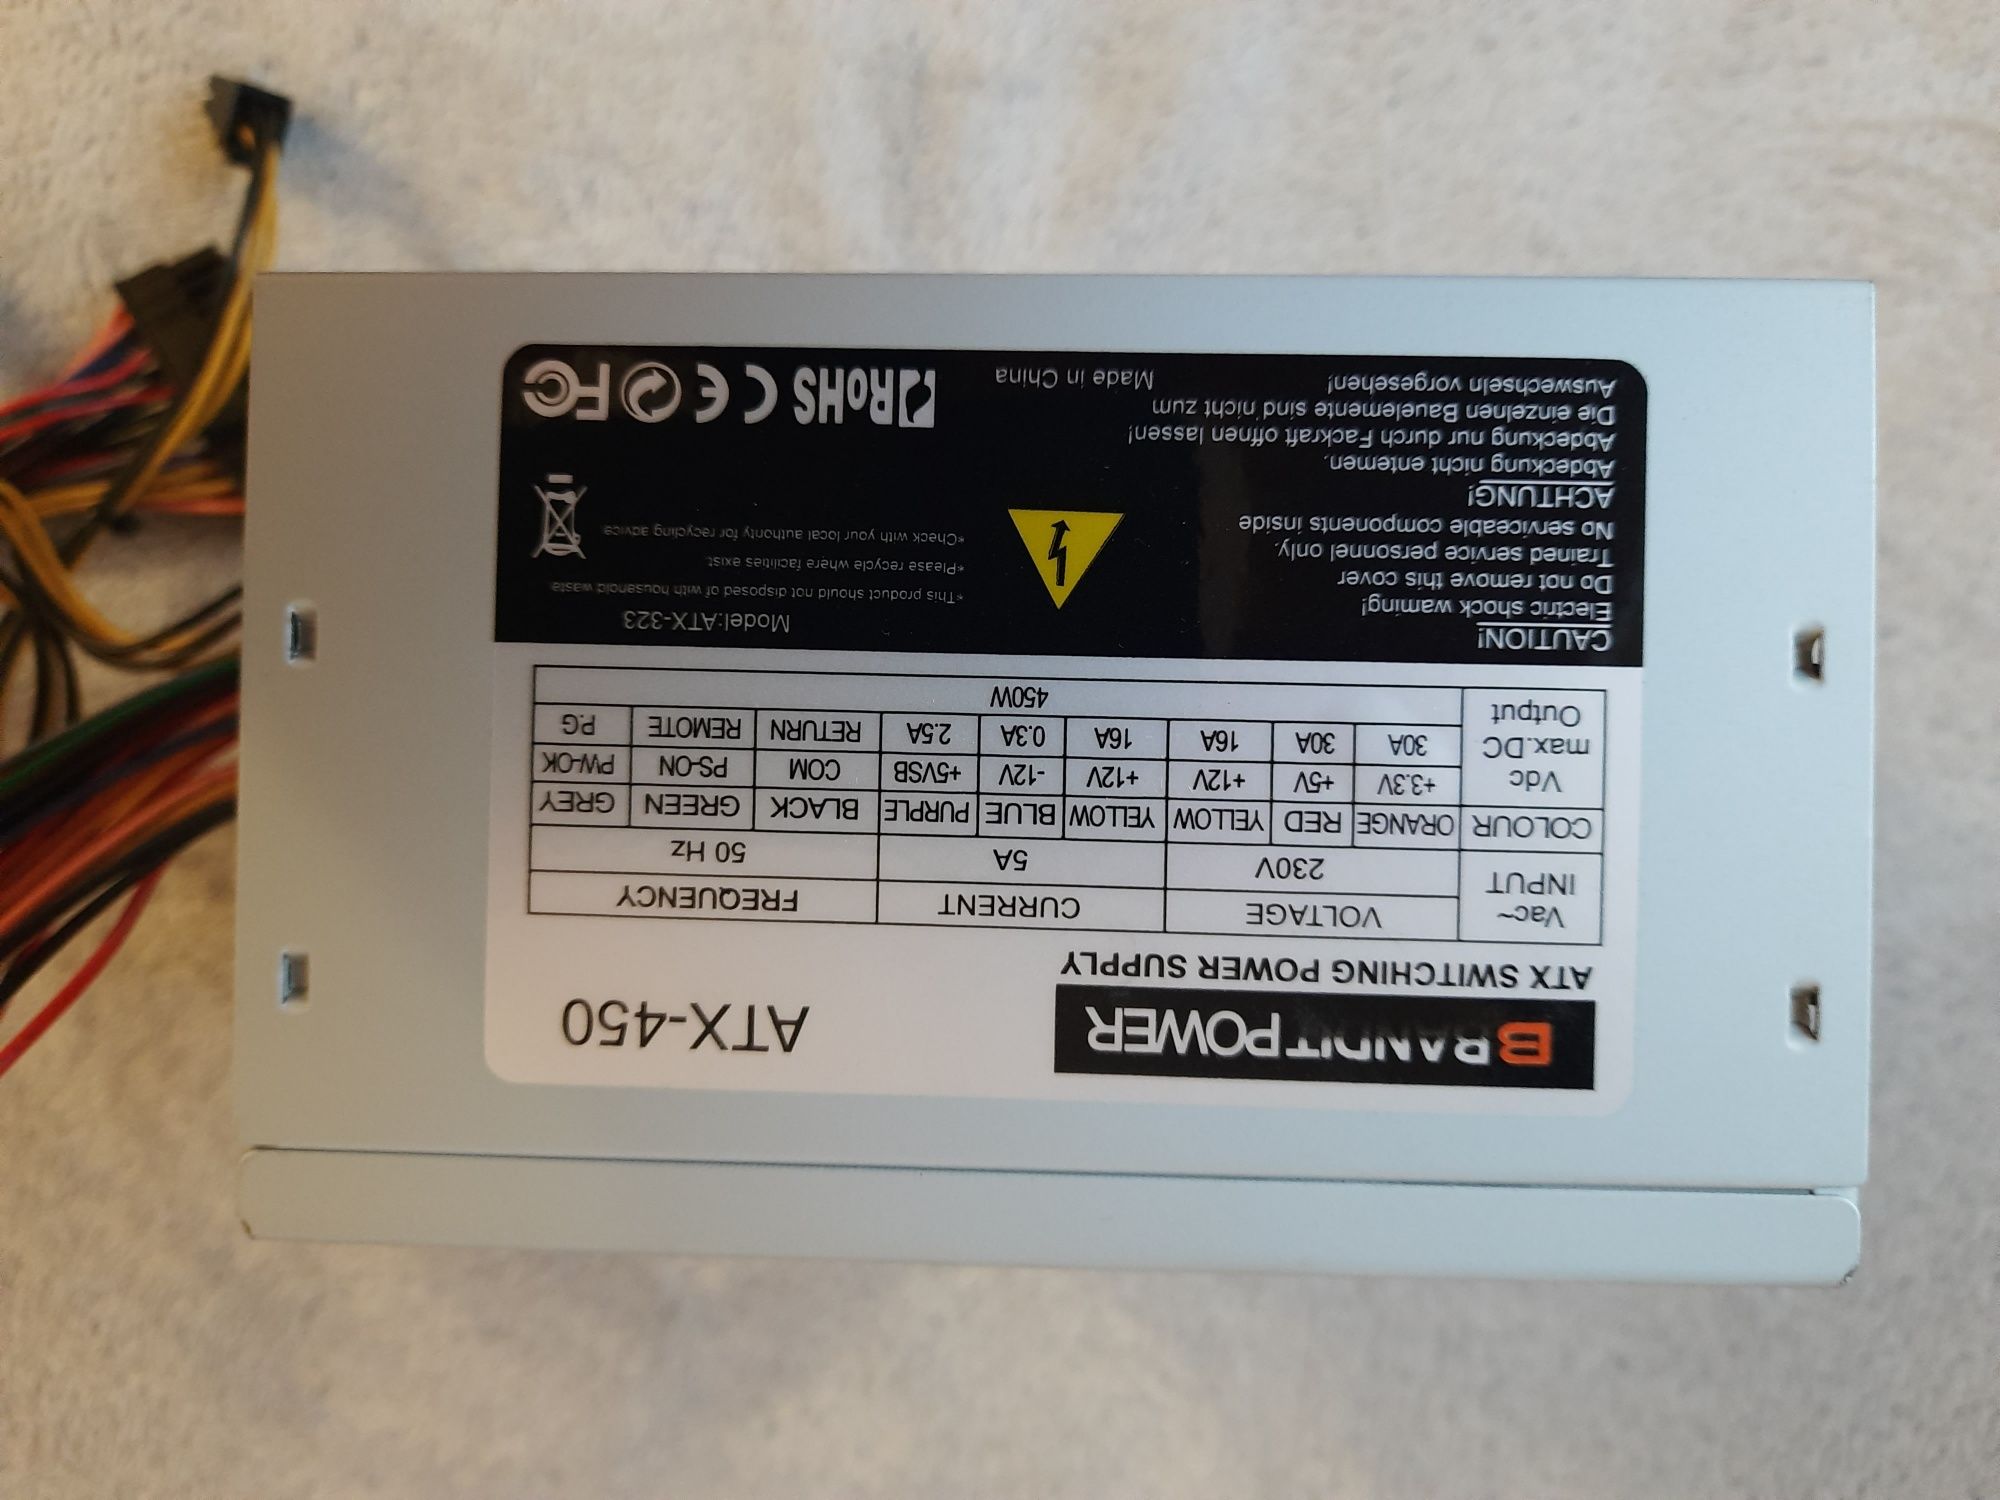 BANDIT POWER
ATX-450
ATX SWITCHING POWER SUPPLY
Vac~ INPUT VOLTAGE CURRENT FREQUENCY
230V 5A 50 Hz
COLOUR ORANGE RED YELLOW YELLOW BLUE PURPLE BLACK GREEN GREY
Vdc max.DC Output +3.3V +5V +12V +12V -12V +5VSB COM PS-ON PW-OK
30A 30A 16A 16A 0.3A 2.5A RETURN REMOTE P.G
450W
CAUTION!
Electric shock warning!
Do not remove this cover
Trained service personnel only.
No serviceable components inside
ACHTUNG!
Abdeckung nicht entemen.
Abdeckung nur durch Fackraft offnen lassen!
Die einzelnen Bauelemente sind nicht zum
Auswechseln vorgesehen!
Made in China
Model:ATX-323
*This product should not disposed of with household waste
*Please recycle where facilities exist
*Check with your local authority for recycling advice
RoHS CE FC